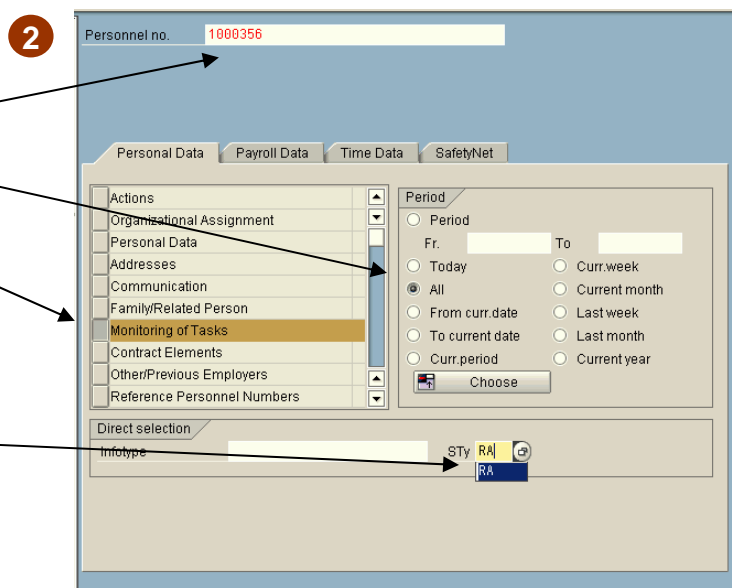 2
Personnel no. 1000356
Personal Data Payroll Data Time Data SafetyNet
Actions
Organizational Assignment
Personal Data
Addresses
Communication
Family/Related Person
Monitoring of Tasks
Contract Elements
Other/Previous Employers
Reference Personnel Numbers
Period
Period
Fr. To
Today Curr.week
All Current month
From curr.date Last week
To current date Last month
Curr.period Current year
Choose
Direct selection
Infotype STy RA
RA